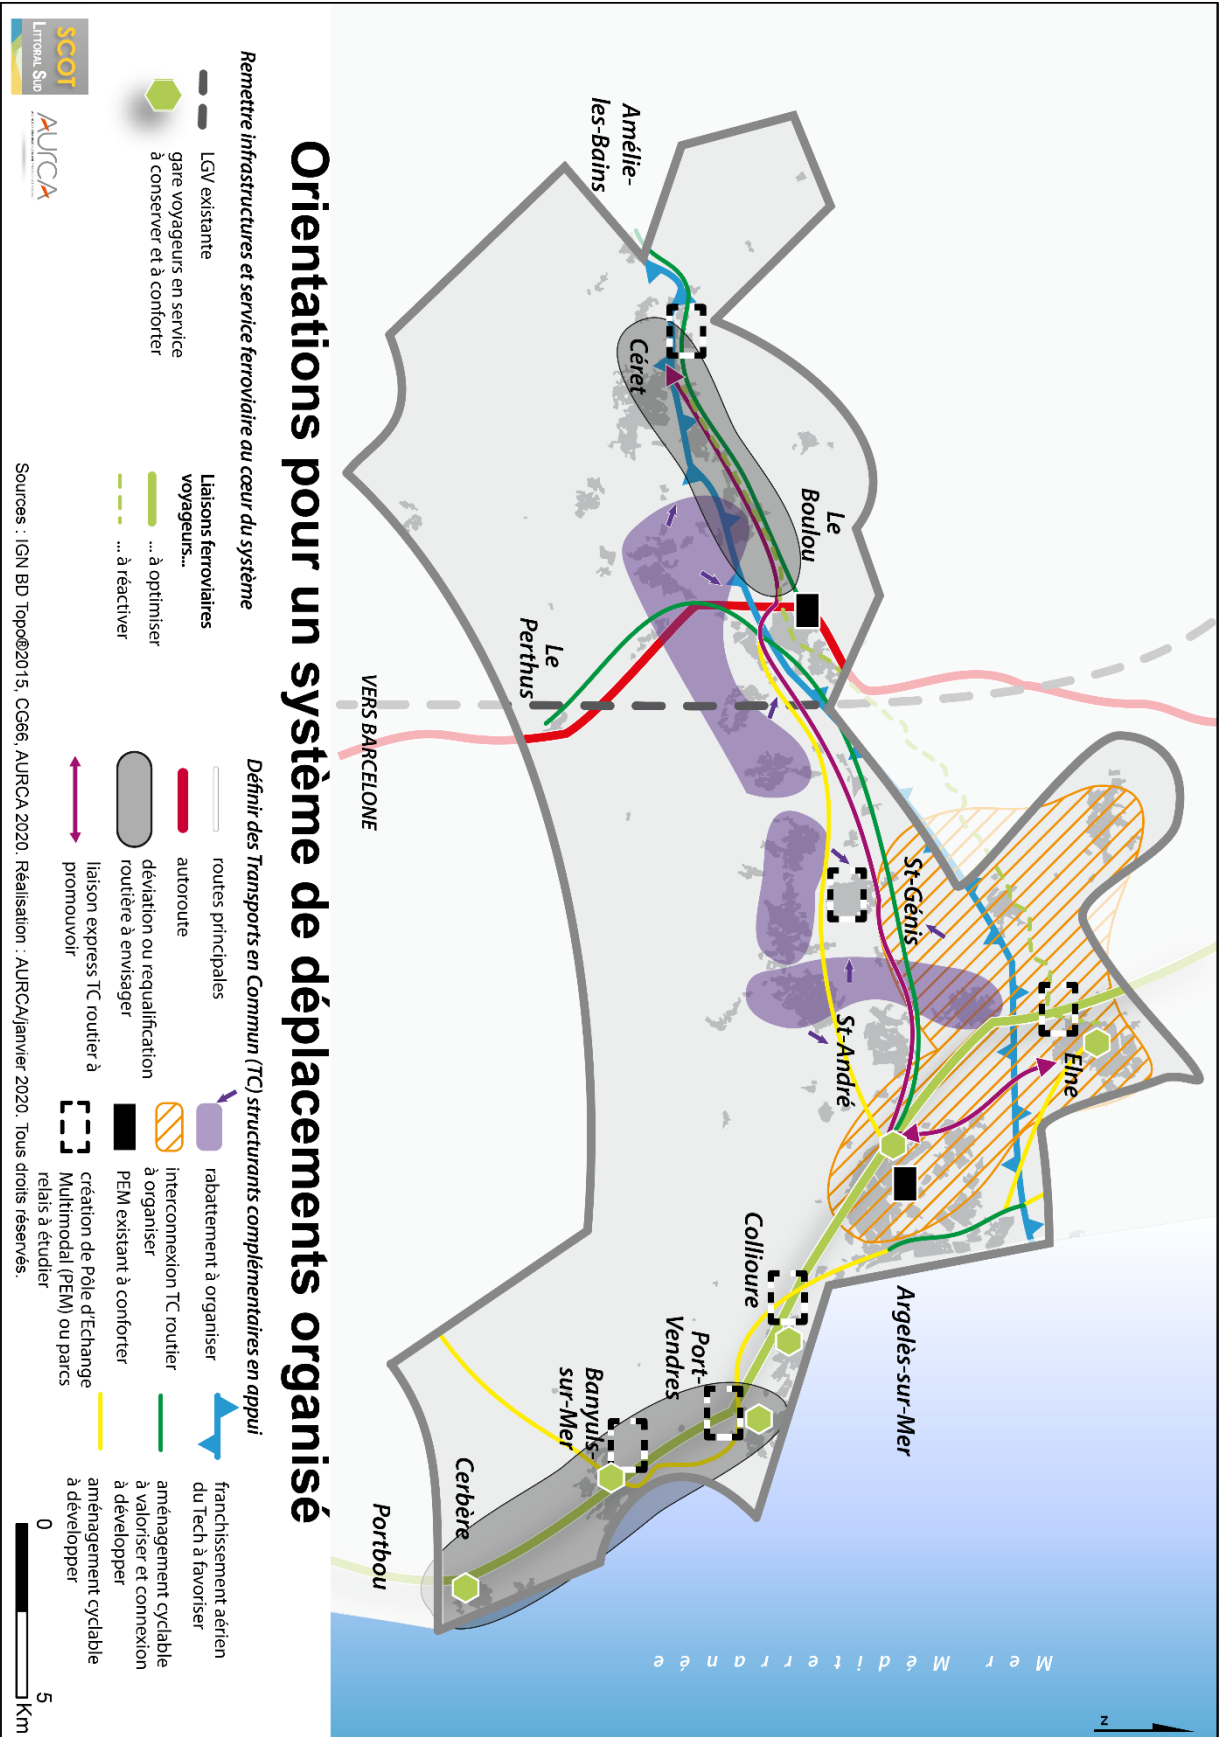 Orientations pour un système de déplacements organisé
Amélie-
les-Bains
Céret
Le
Boulou
Le
Perthus
VERS BARCELONE
St-Génis
St-André
Elne
Argelès-sur-Mer
Collioure
Port-
Vendres
Banyuls-
sur-Mer
Cerbère
Portbou
Mer Méditerranée
z
Remettre infrastructures et service ferroviaire au cœur du système
LGV existante
gare voyageurs en service
à conserver et à conforter
Liaisons ferroviaires
voyageurs...
... à optimiser
... à réactiver
Définir des Transports en Commun (TC) structurants complémentaires en appui
routes principales
autoroute
déviation ou requalification
routière à envisager
liaison express TC routier à
promouvoir
rabattement à organiser
interconnexion TC routier
à organiser
PEM existant à conforter
création de Pôle d'Echange
Multimodal (PEM) ou parcs
relais à étudier
franchissement aérien
du Tech à favoriser
aménagement cyclable
à valoriser et connexion
à développer
aménagement cyclable
à développer
0 5
Km
SCOT
LITTORAL SUD
AURCA
Sources : IGN BD Topo®2015, CG66, AURCA 2020. Réalisation : AURCA/janvier 2020. Tous droits réservés.